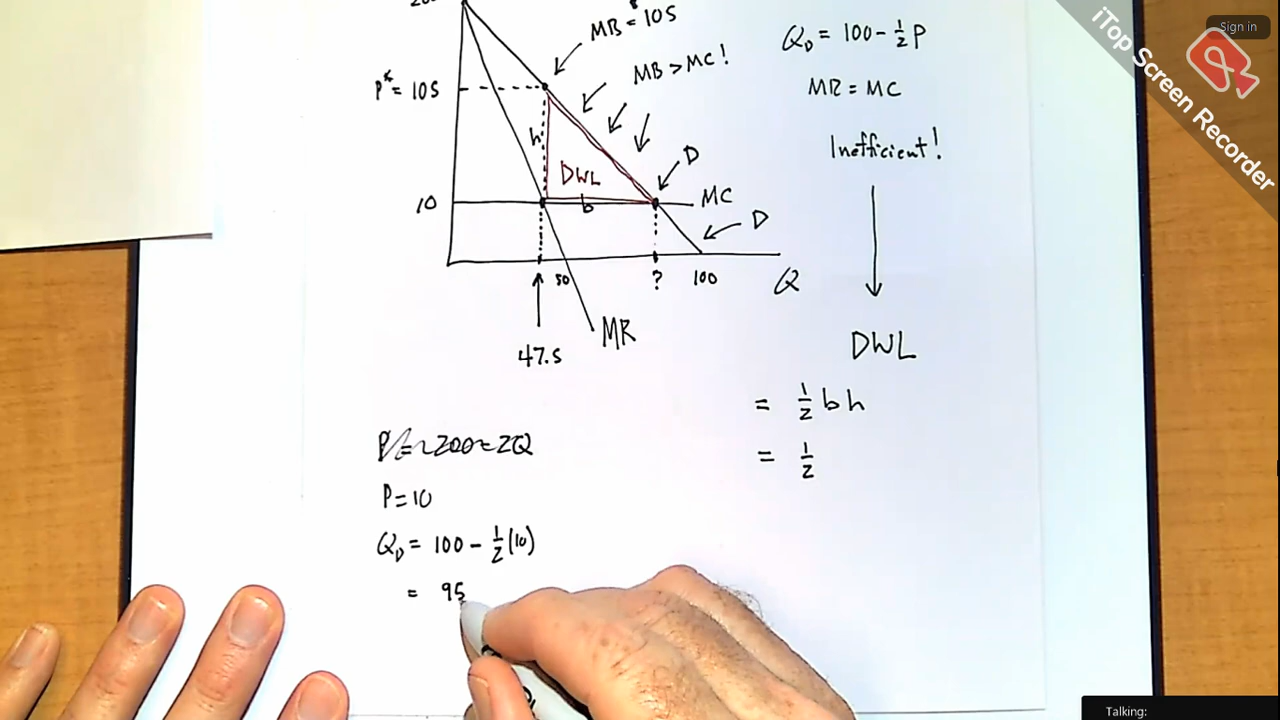 MB = 105
Q_D = 100 - 1/2 P
MB > MC!
P* = 105
MR = MC
Inefficient!
h
DWL
D
b
MC
10
D
50
?
100
Q
MR
47.5
DWL
= 1/2 b h
P = 200 - 2Q
= 1/2
P = 10
Q_D = 100 - 1/2 (10)
= 95
iTop Screen Recorder
Sign in
Talking: